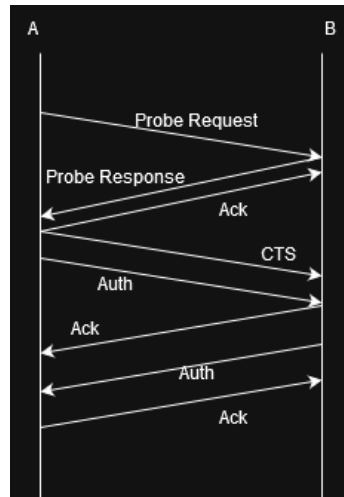 A B
Probe Request
Probe Response
Ack
CTS
Auth
Ack
Auth
Ack